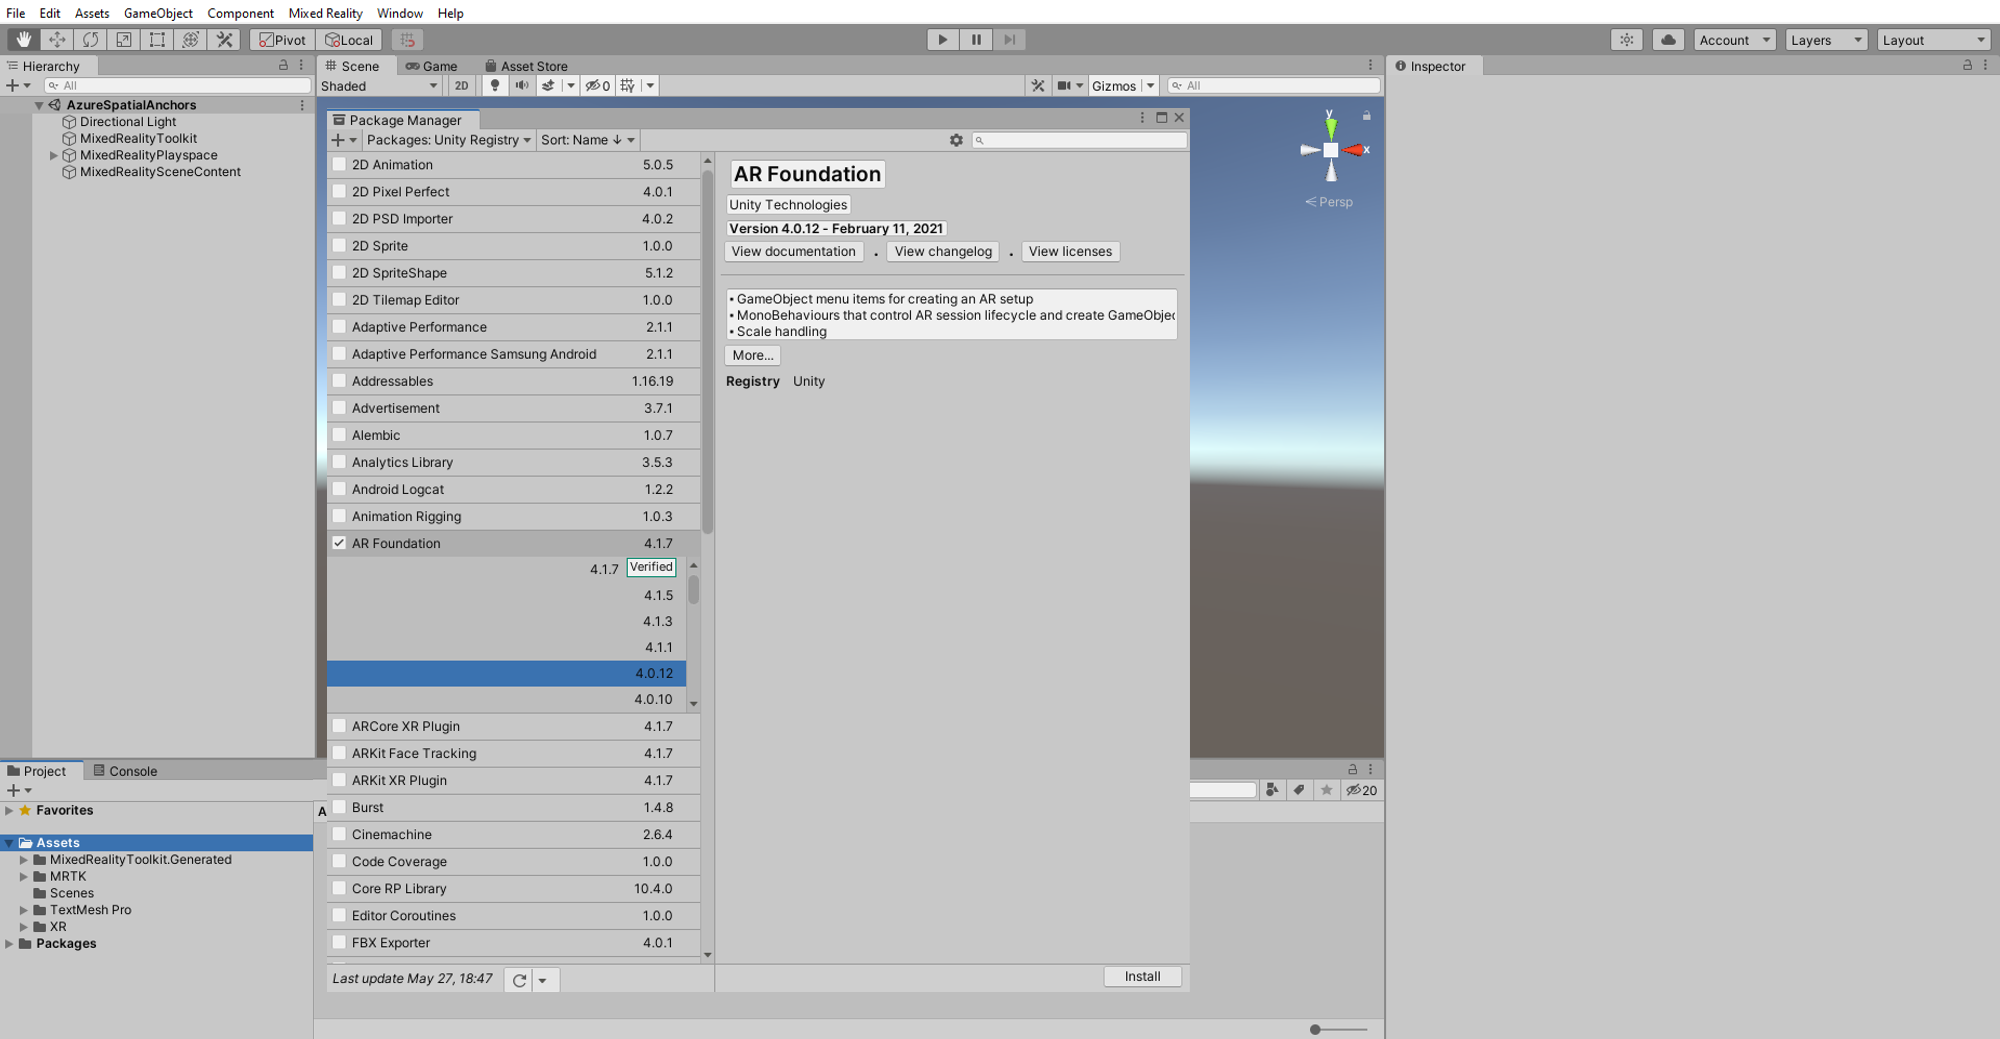 File Edit Assets GameObject Component Mixed Reality Window Help
Pivot Local Account Layers Layout
Hierarchy
All
AzureSpatialAnchors
Directional Light
MixedRealityToolkit
MixedRealityPlayspace
MixedRealitySceneContent
Scene Game Asset Store
Shaded 2D 0 Gizmos All
y
x
Persp
Inspector
Package Manager
Packages: Unity Registry Sort: Name ↓
2D Animation 5.0.5
2D Pixel Perfect 4.0.1
2D PSD Importer 4.0.2
2D Sprite 1.0.0
2D SpriteShape 5.1.2
2D Tilemap Editor 1.0.0
Adaptive Performance 2.1.1
Adaptive Performance Samsung Android 2.1.1
Addressables 1.16.19
Advertisement 3.7.1
Alembic 1.0.7
Analytics Library 3.5.3
Android Logcat 1.2.2
Animation Rigging 1.0.3
AR Foundation 4.1.7
4.1.7 Verified
4.1.5
4.1.3
4.1.1
4.0.12
4.0.10
ARCore XR Plugin 4.1.7
ARKit Face Tracking 4.1.7
ARKit XR Plugin 4.1.7
Burst 1.4.8
Cinemachine 2.6.4
Code Coverage 1.0.0
Core RP Library 10.4.0
Editor Coroutines 1.0.0
FBX Exporter 4.0.1
Last update May 27, 18:47
AR Foundation
Unity Technologies
Version 4.0.12 - February 11, 2021
View documentation . View changelog . View licenses
• GameObject menu items for creating an AR setup
• MonoBehaviours that control AR session lifecycle and create GameObjec
• Scale handling
More...
Registry Unity
Install
Project Console
Favorites
Assets
MixedRealityToolkit.Generated
MRTK
Scenes
TextMesh Pro
XR
Packages
A
20